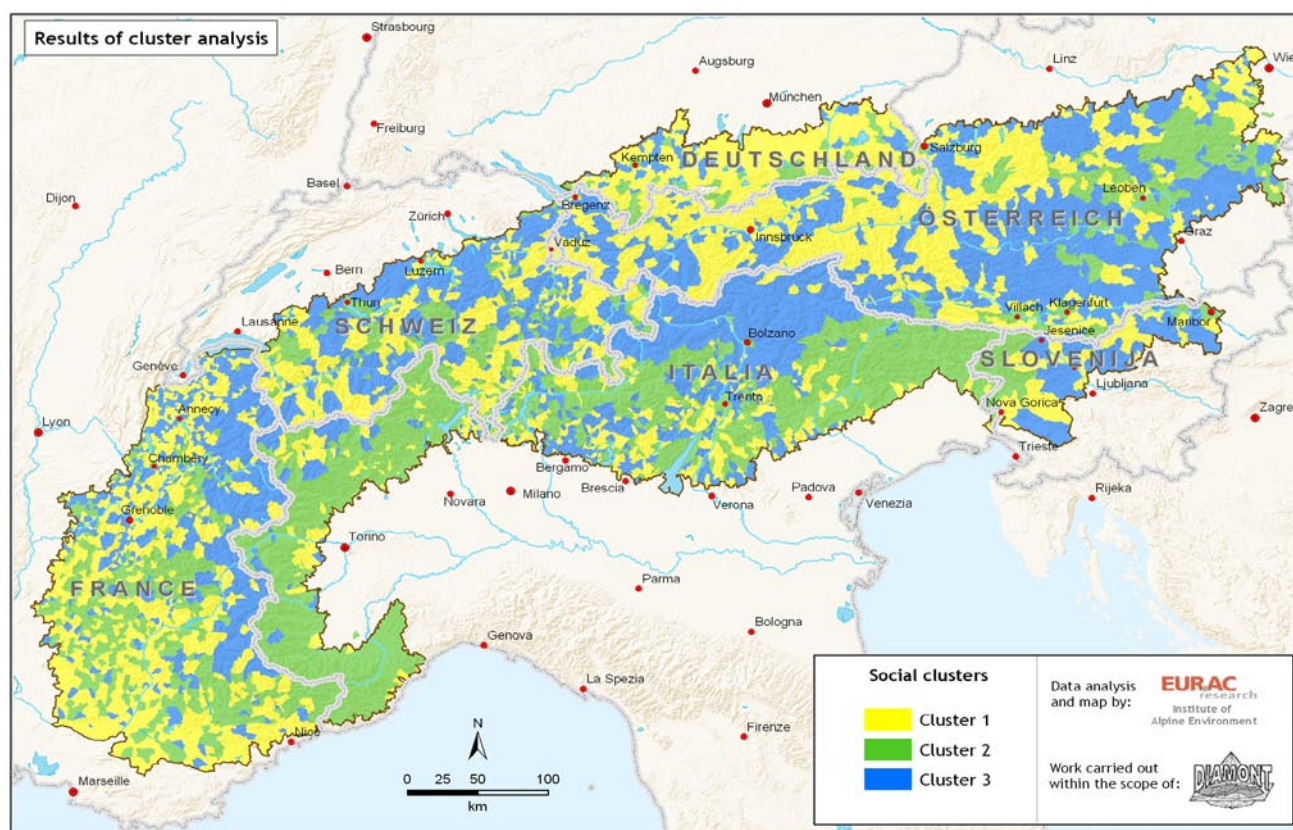 Results of cluster analysis
Strasbourg
Augsburg
Linz
Wie
München
Freiburg
Salzburg
Kempten
DEUTSCHLAND
Basel
Bregenz
Leoben
Dijon
Zürich
ÖSTERREICH
Innsbruck
Graz
Vaduz
Luzern
Bern
Thun
Villach
Klagenfurt
Maribor
SCHWEIZ
Lausanne
Bolzano
Jesenice
SLOVENIJA
Genève
ITALIA
Ljubljana
Trento
Nova Gorica
Annecy
Zagre
Lyon
Trieste
Chambéry
Bergamo
Brescia
Novara
Milano
Verona
Padova
Venezia
Rijeka
Grenoble
Torino
FRANCE
Parma
Bologna
Genova
La Spezia
Firenze
Nice
Marseille
N
0 25 50 100
km
Social clusters
Cluster 1
Cluster 2
Cluster 3
Data analysis
and map by:
EURAC
research
Institute of
Alpine Environment
Work carried out
within the scope of:
DIAMONT